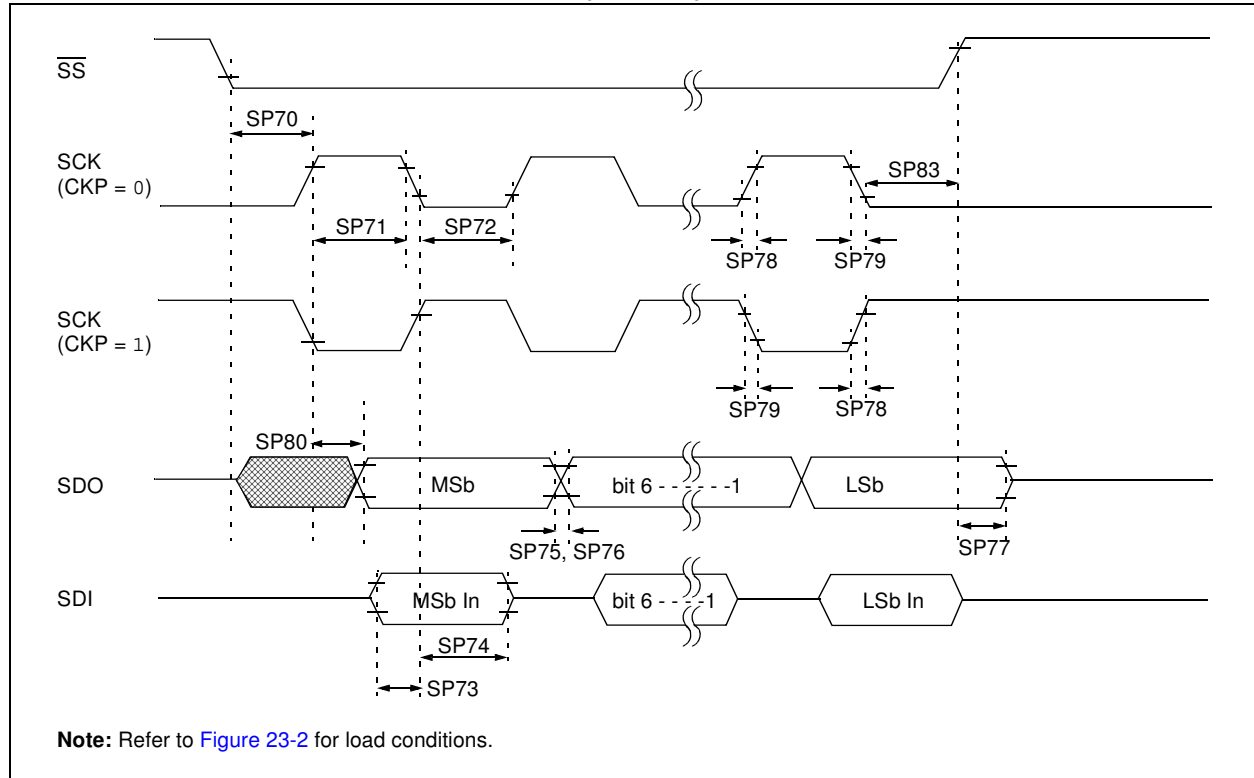 SS
SP70
SCK
(CKP = 0)
SP83
SP71
SP72
SP78
SP79
SCK
(CKP = 1)
SP79
SP78
SP80
SDO
MSb
bit 6 - - - - - -1
LSb
SP75, SP76
SP77
SDI
MSb In
bit 6 - - - -1
LSb In
SP74
SP73
Note: Refer to Figure 23-2 for load conditions.